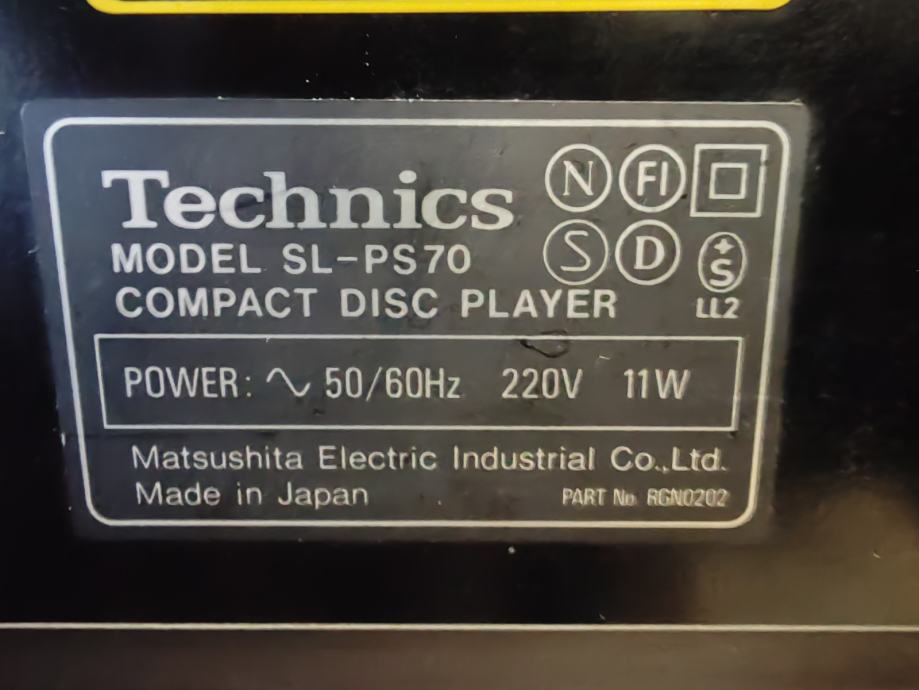 Technics
N FI
MODEL SL-PS70
S D
+S
COMPACT DISC PLAYER
LL2
POWER: ∿ 50/60Hz 220V 11W
Matsushita Electric Industrial Co.,Ltd.
Made in Japan
PART No. RGN0202